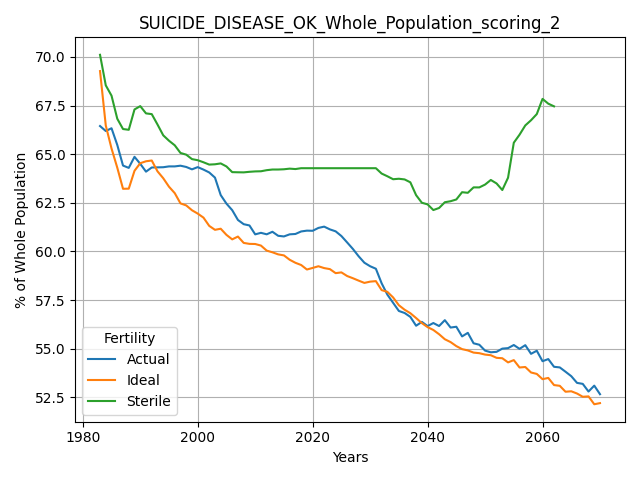 SUICIDE_DISEASE_OK_Whole_Population_scoring_2
% of Whole Population
70.0
67.5
65.0
62.5
60.0
57.5
55.0
52.5
Fertility
Actual
Ideal
Sterile
1980 2000 2020 2040 2060
Years